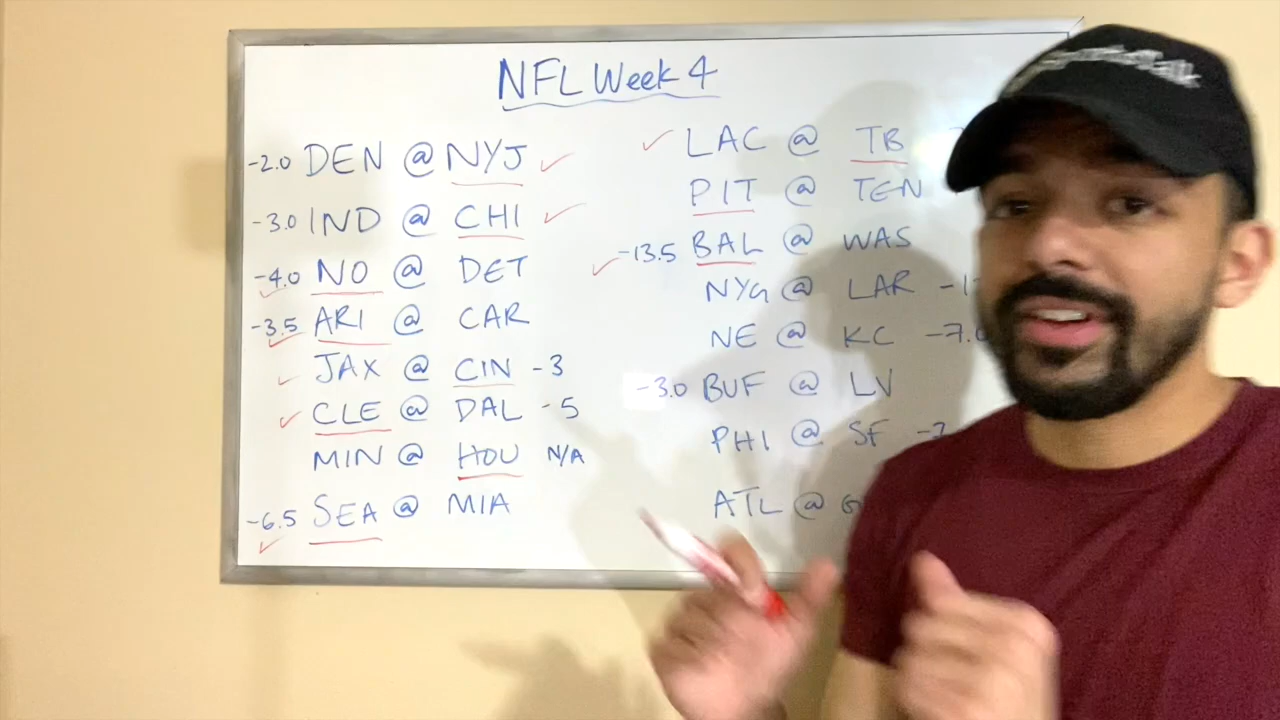 NFL Week 4
-2.0 DEN @ NYJ
-3.0 IND @ CHI
-4.0 NO @ DET
-3.5 ARI @ CAR
JAX @ CIN -3
CLE @ DAL -5
MIN @ HOU N/A
-6.5 SEA @ MIA
LAC @ TB
PIT @ TEN
-13.5 BAL @ WAS
NYG @ LAR
NE @ KC -7.0
-3.0 BUF @ LV
PHI @ SF
ATL @